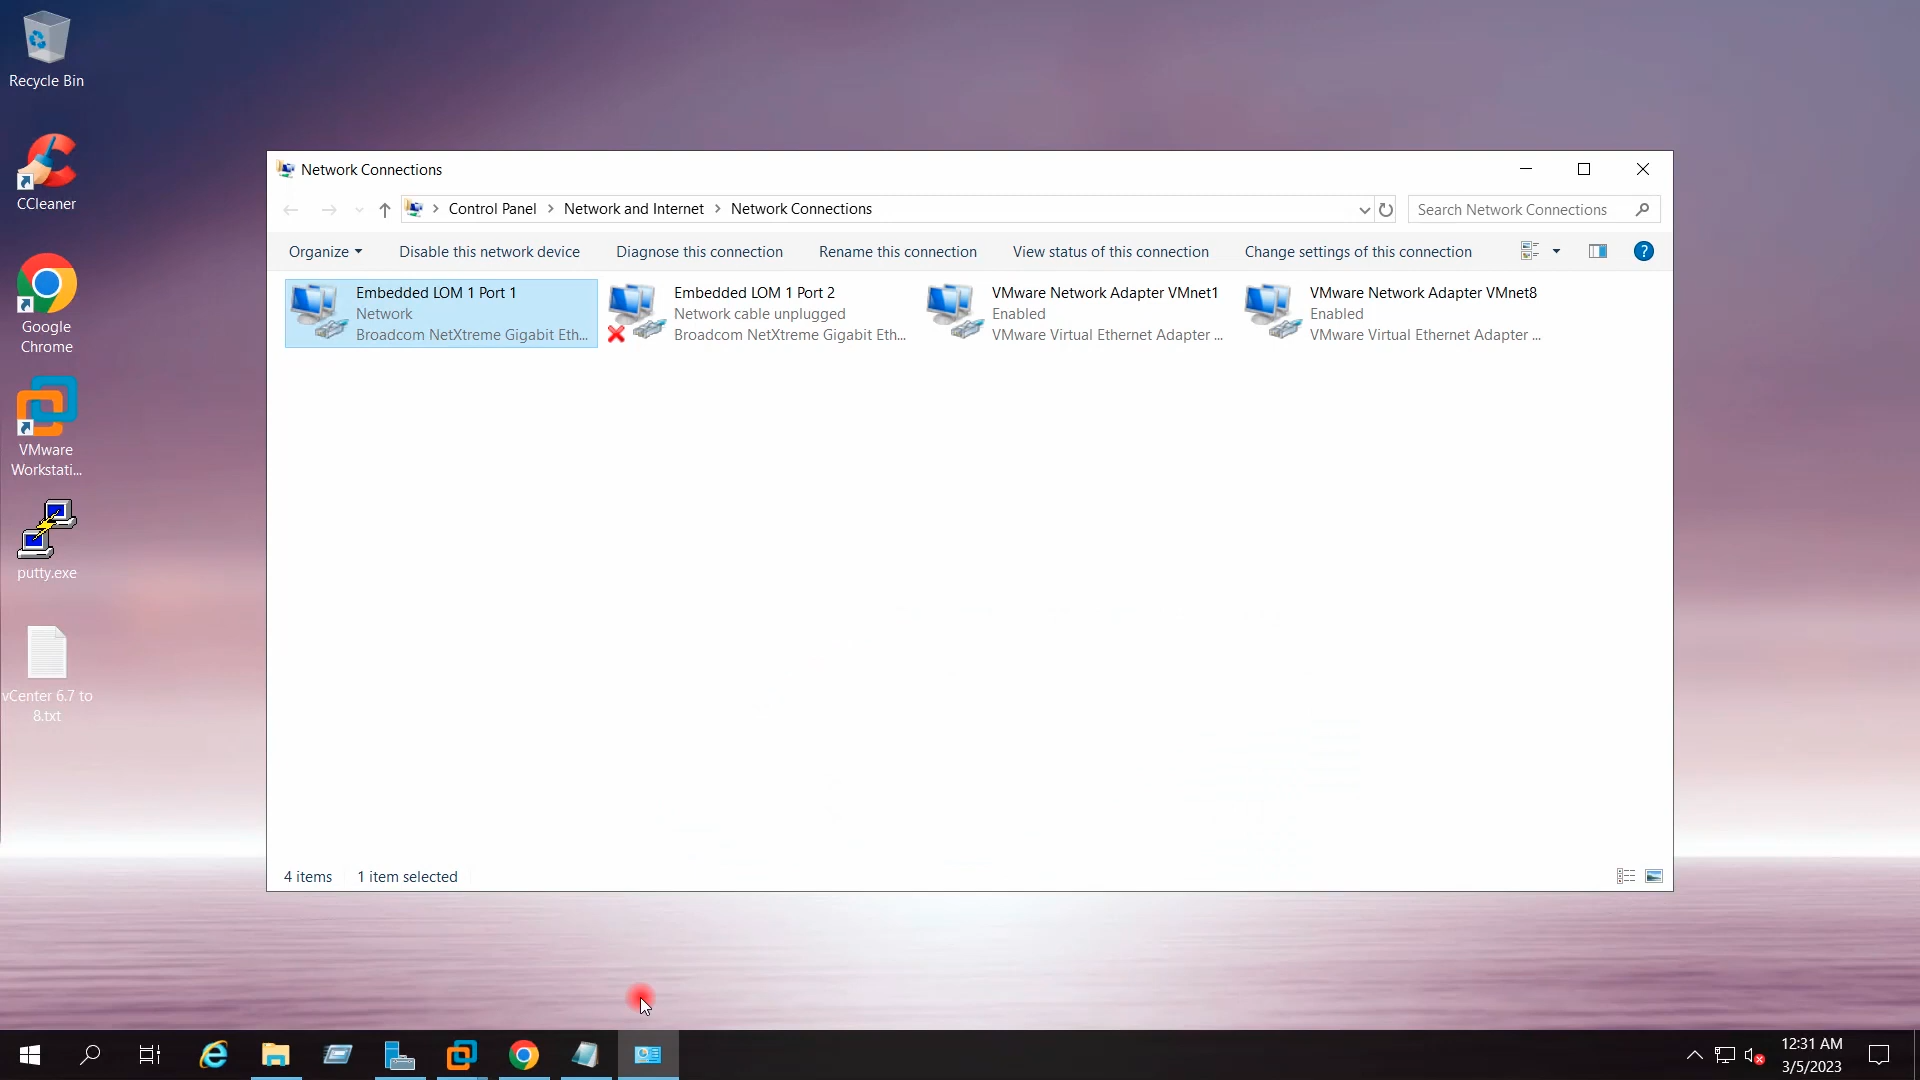 Recycle Bin
CCleaner
Google
Chrome
VMware
Workstati...
putty.exe
vCenter 6.7 to
8.txt
Network Connections
Control Panel > Network and Internet > Network Connections
Search Network Connections
Organize
Disable this network device
Diagnose this connection
Rename this connection
View status of this connection
Change settings of this connection
Embedded LOM 1 Port 1
Network
Broadcom NetXtreme Gigabit Eth...
Embedded LOM 1 Port 2
Network cable unplugged
Broadcom NetXtreme Gigabit Eth...
VMware Network Adapter VMnet1
Enabled
VMware Virtual Ethernet Adapter ...
VMware Network Adapter VMnet8
Enabled
VMware Virtual Ethernet Adapter ...
4 items
1 item selected
12:31 AM
3/5/2023